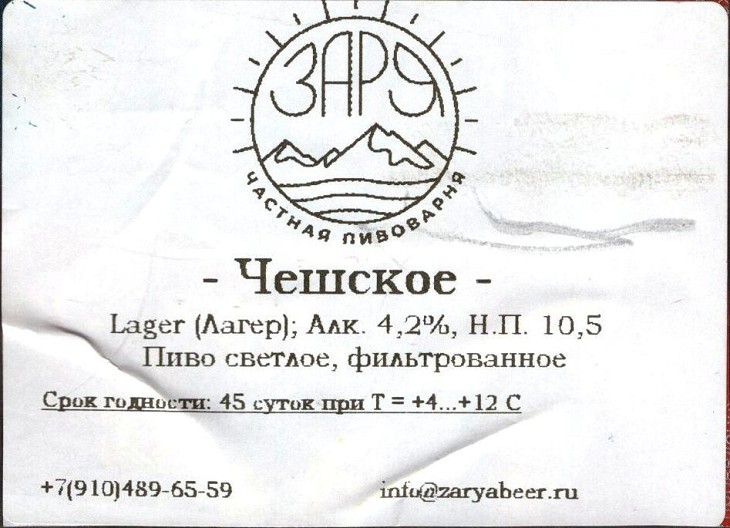 ЗАРЯ
ЧАСТНАЯ ПИВОВАРНЯ
- Чешское -
Lager (Лагер); Алк. 4,2%, Н.П. 10,5
Пиво светлое, фильтрованное
Срок годности: 45 суток при Т = +4...+12 С
+7(910)489-65-59
info@zaryabeer.ru